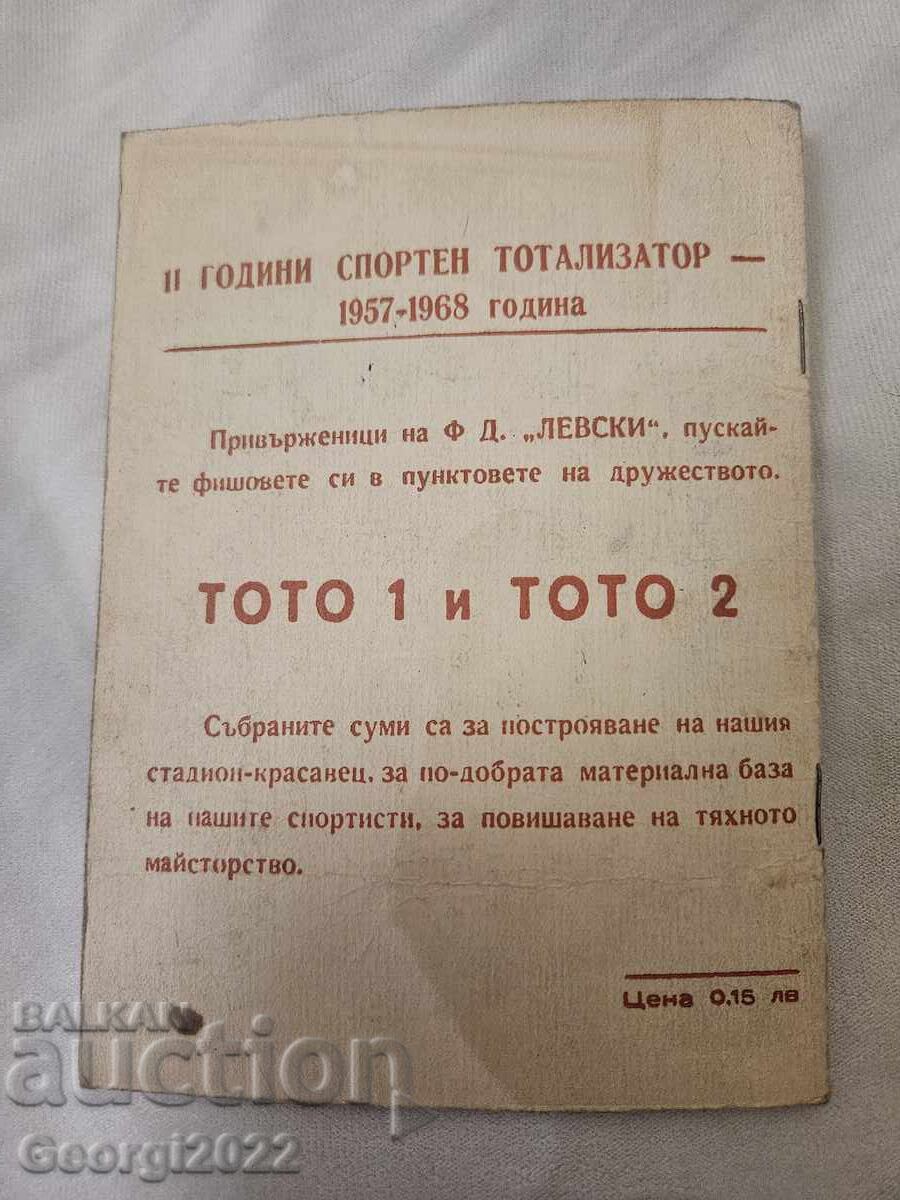 11 ГОДИНИ СПОРТЕН ТОТАЛИЗАТОР —
1957-1968 година
Привърженици на Ф Д. „ЛЕВСКИ“, пускай-
те фишовете си в пунктовете на дружеството.
ТОТО 1 и ТОТО 2
Събраните суми са за построяване на нашия
стадион-красавец, за по-добрата материална база
на нашите спортисти, за повишаване на тяхното
майсторство.
Цена 0.15 лв
BALKAN
auction
Georgi2022